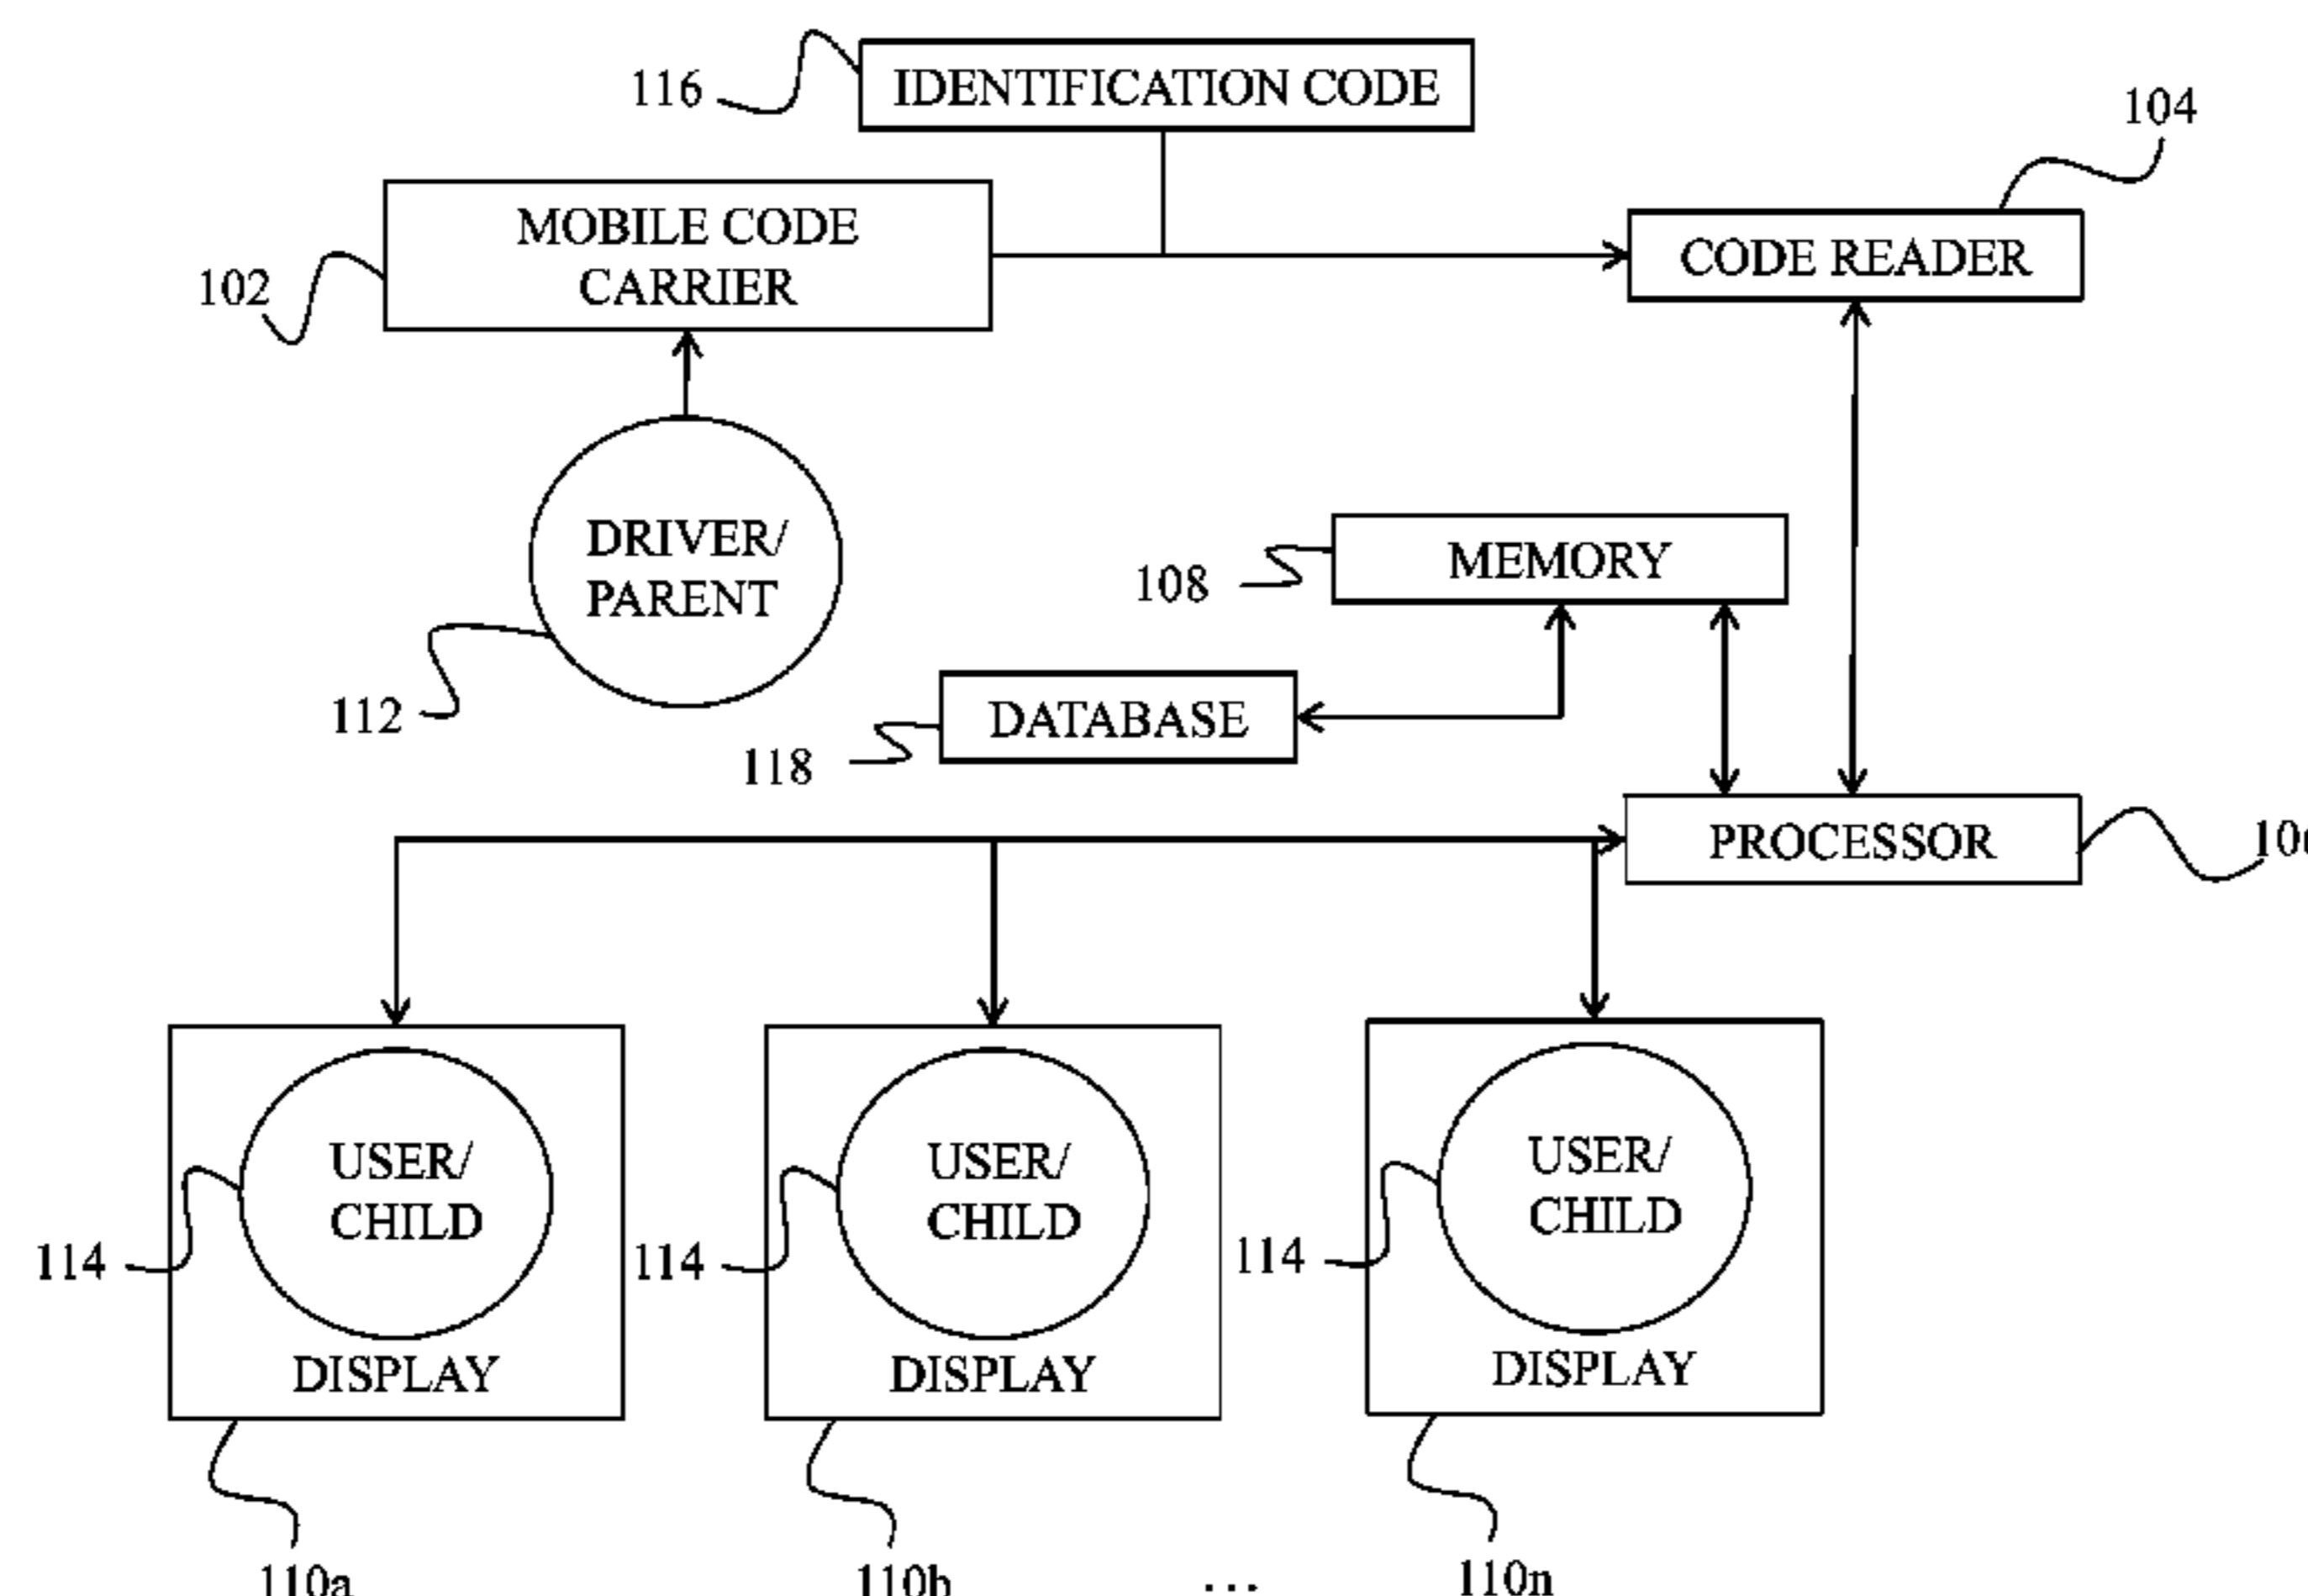 116
IDENTIFICATION CODE
104
MOBILE CODE
CARRIER
CODE READER
102
DRIVER/
PARENT
MEMORY
108
112
DATABASE
118
PROCESSOR
USER/
CHILD
USER/
CHILD
USER/
CHILD
114
114
114
DISPLAY
DISPLAY
DISPLAY
110a
110b
...
110n